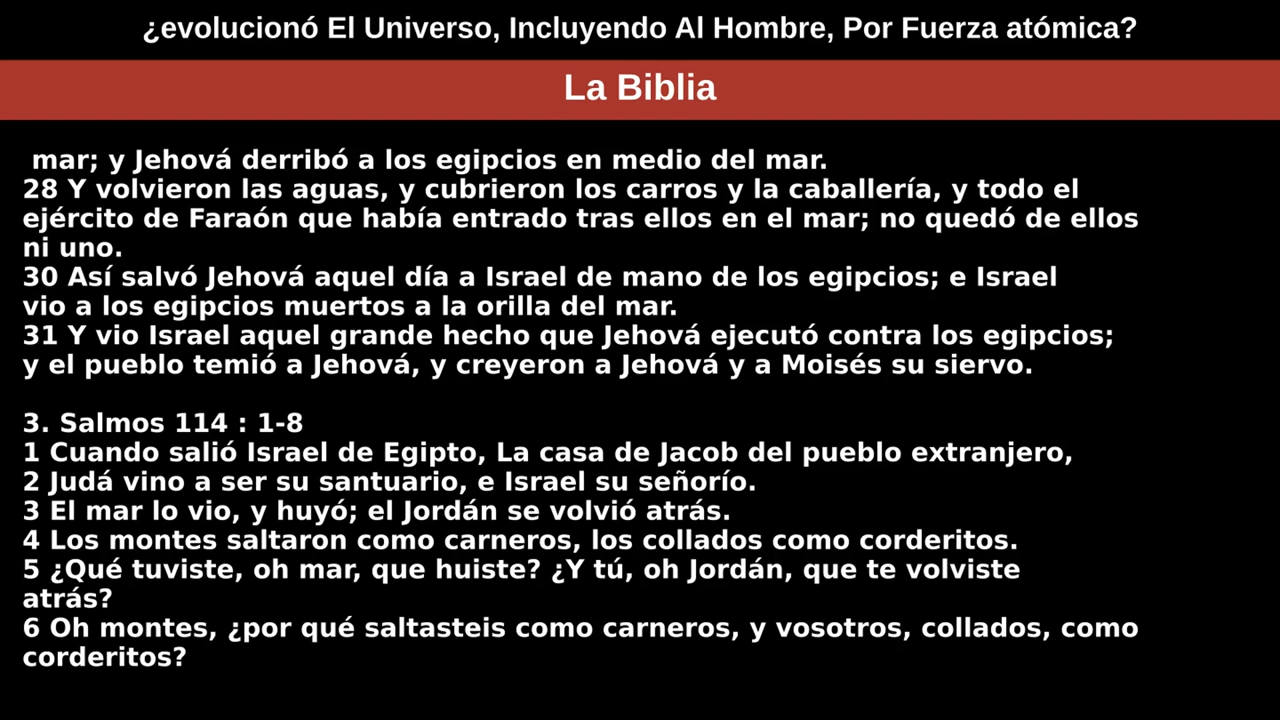 ¿evolucionó El Universo, Incluyendo Al Hombre, Por Fuerza atómica?
La Biblia
mar; y Jehová derribó a los egipcios en medio del mar.
28 Y volvieron las aguas, y cubrieron los carros y la caballería, y todo el
ejército de Faraón que había entrado tras ellos en el mar; no quedó de ellos
ni uno.
30 Así salvó Jehová aquel día a Israel de mano de los egipcios; e Israel
vio a los egipcios muertos a la orilla del mar.
31 Y vio Israel aquel grande hecho que Jehová ejecutó contra los egipcios;
y el pueblo temió a Jehová, y creyeron a Jehová y a Moisés su siervo.
3. Salmos 114 : 1-8
1 Cuando salió Israel de Egipto, La casa de Jacob del pueblo extranjero,
2 Judá vino a ser su santuario, e Israel su señorío.
3 El mar lo vio, y huyó; el Jordán se volvió atrás.
4 Los montes saltaron como carneros, los collados como corderitos.
5 ¿Qué tuviste, oh mar, que huiste? ¿Y tú, oh Jordán, que te volviste
atrás?
6 Oh montes, ¿por qué saltasteis como carneros, y vosotros, collados, como
corderitos?